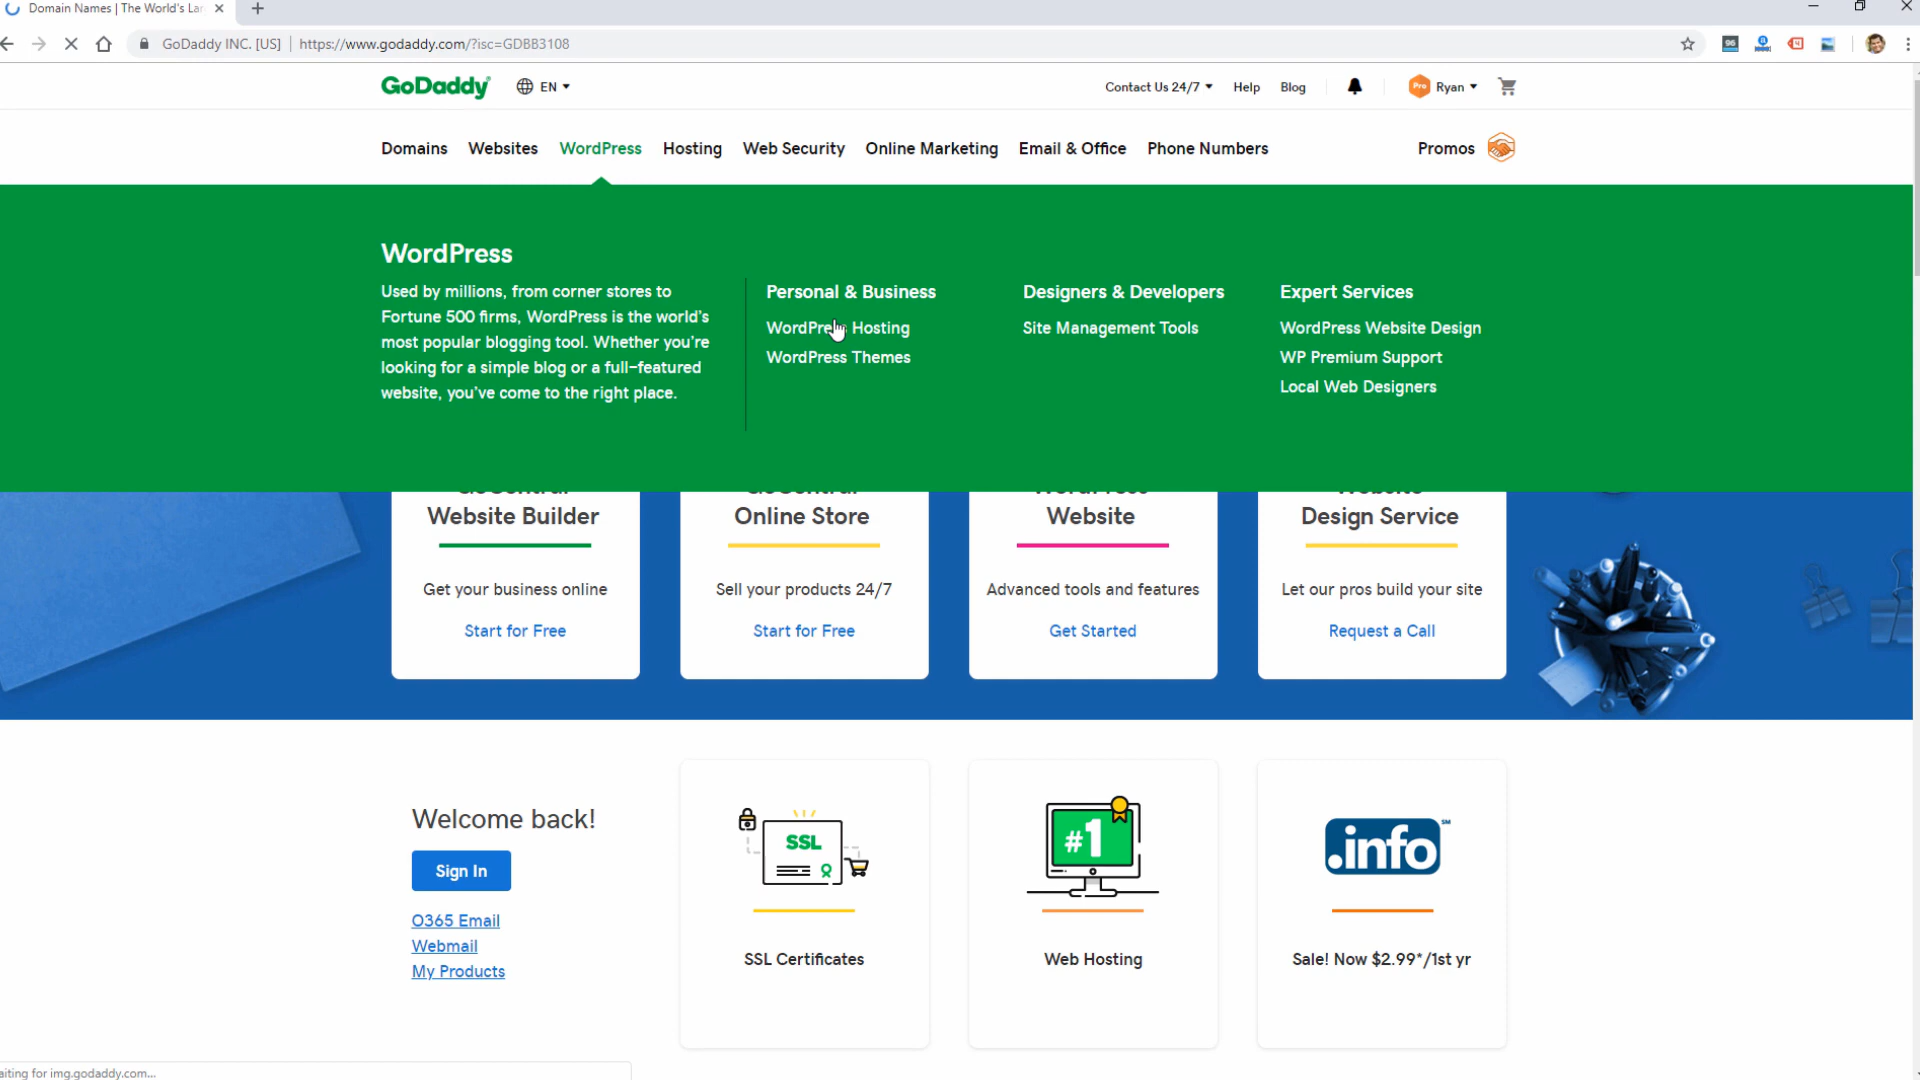 Domain Names | The World's La
GoDaddy INC. [US] | https://www.godaddy.com/?isc=GDBB3108
96
GoDaddy
EN
Contact Us 24/7
Help
Blog
Pro
Ryan
Domains
Websites
WordPress
Hosting
Web Security
Online Marketing
Email & Office
Phone Numbers
Promos
WordPress
Used by millions, from corner stores to
Fortune 500 firms, WordPress is the world's
most popular blogging tool. Whether you're
looking for a simple blog or a full-featured
website, you've come to the right place.
Personal & Business
WordPress Hosting
WordPress Themes
Designers & Developers
Site Management Tools
Expert Services
WordPress Website Design
WP Premium Support
Local Web Designers
Website Builder
Get your business online
Start for Free
Online Store
Sell your products 24/7
Start for Free
Website
Advanced tools and features
Get Started
Design Service
Let our pros build your site
Request a Call
Welcome back!
Sign In
O365 Email
Webmail
My Products
SSL
SSL Certificates
#1
Web Hosting
.info
SM
Sale! Now $2.99*/1st yr
aiting for img.godaddy.com...